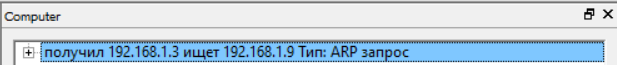 Computer
получил 192.168.1.3 ищет 192.168.1.9 Тип: ARP запрос